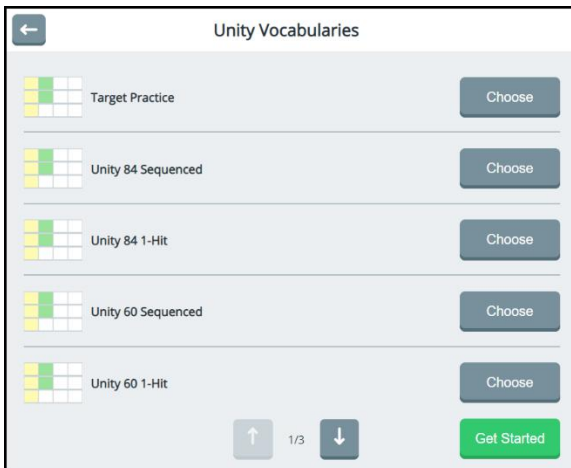 Unity Vocabularies
Target Practice Choose
Unity 84 Sequenced Choose
Unity 84 1-Hit Choose
Unity 60 Sequenced Choose
Unity 60 1-Hit Choose
1/3 Get Started